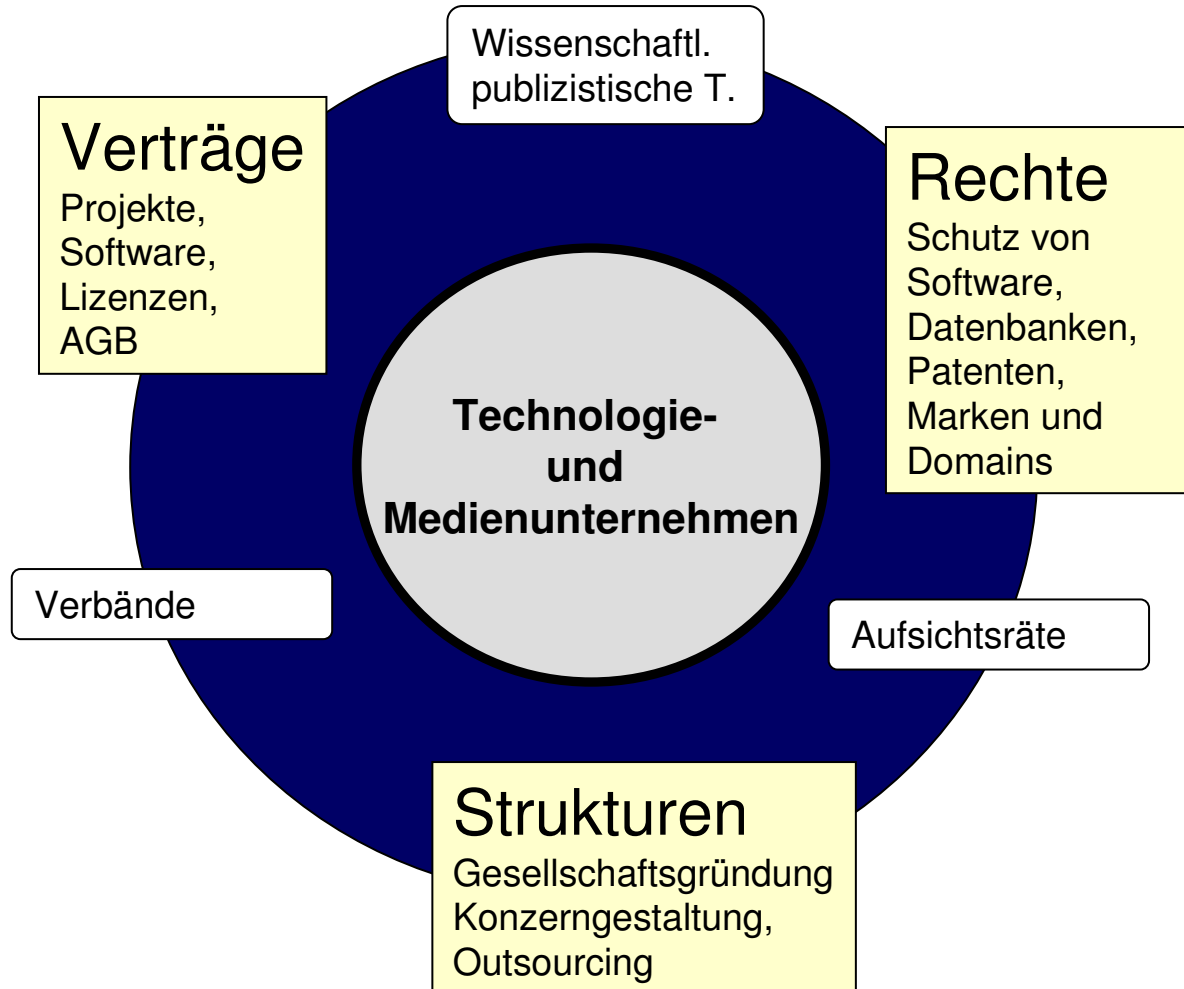 Wissenschaftl.
publizistische T.
Verträge
Projekte,
Software,
Lizenzen,
AGB
Rechte
Schutz von
Software,
Datenbanken,
Patenten,
Marken und
Domains
Technologie-
und
Medienunternehmen
Verbände
Aufsichtsräte
Strukturen
Gesellschaftsgründung
Konzerngestaltung,
Outsourcing